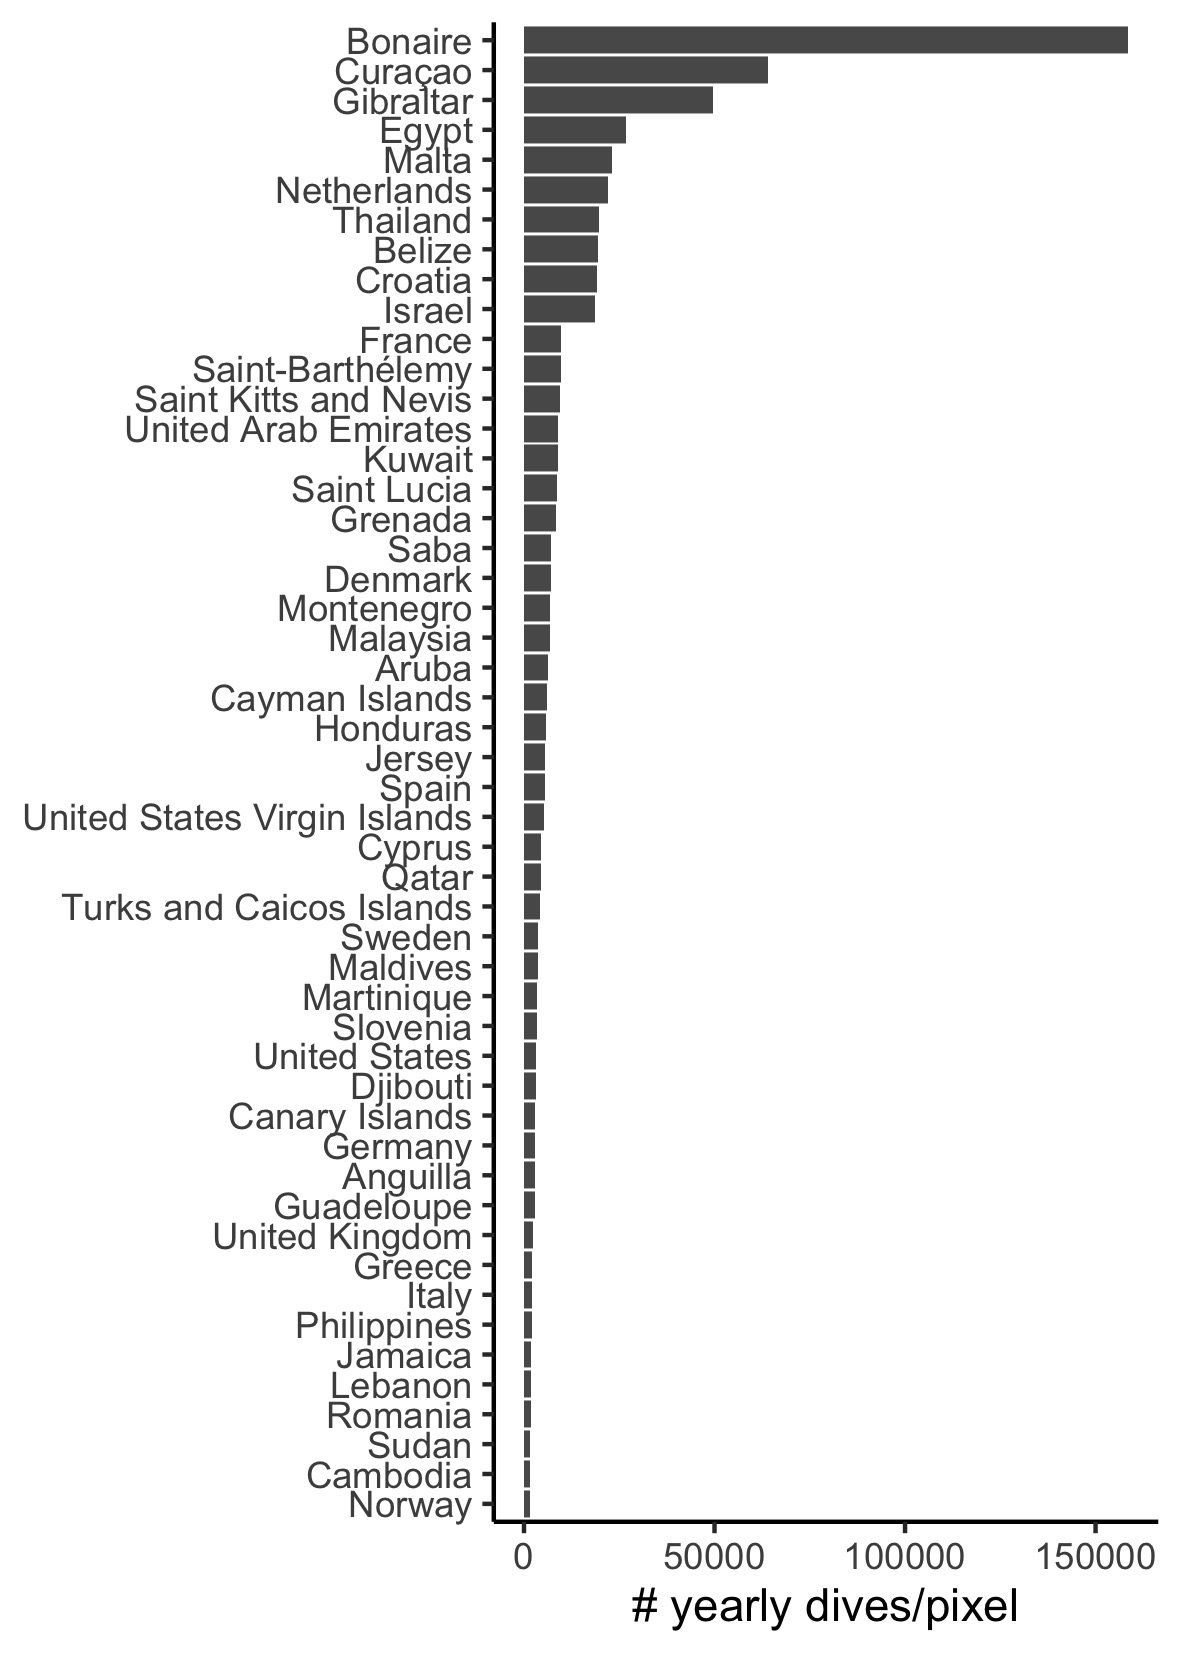 Bonaire
Curaçao
Gibraltar
Egypt
Malta
Netherlands
Thailand
Belize
Croatia
Israel
France
Saint-Barthélemy
Saint Kitts and Nevis
United Arab Emirates
Kuwait
Saint Lucia
Grenada
Saba
Denmark
Montenegro
Malaysia
Aruba
Cayman Islands
Honduras
Jersey
Spain
United States Virgin Islands
Cyprus
Qatar
Turks and Caicos Islands
Sweden
Maldives
Martinique
Slovenia
United States
Djibouti
Canary Islands
Germany
Anguilla
Guadeloupe
United Kingdom
Greece
Italy
Philippines
Jamaica
Lebanon
Romania
Sudan
Cambodia
Norway
0 50000 100000 150000
# yearly dives/pixel